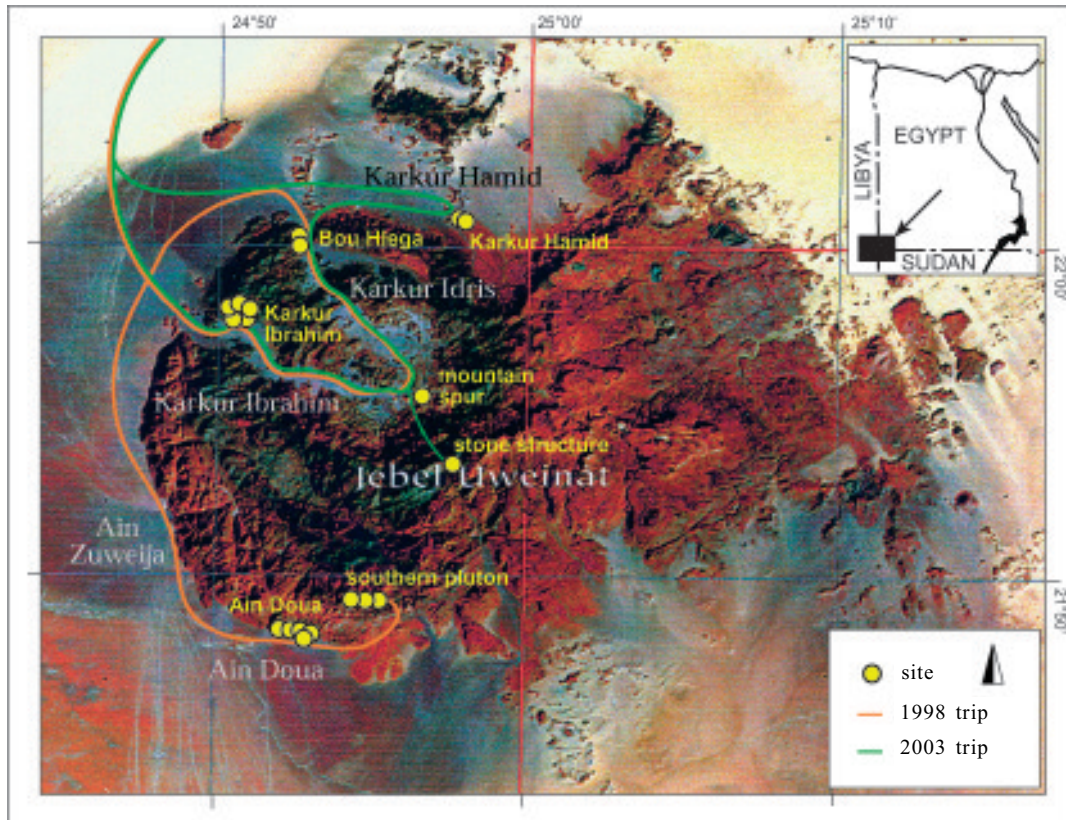 24°50'
25°00'
25°10'
EGYPT
LIBYA
SUDAN
Karkur Hamid
Bou Hfega
Karkur Hamid
22°00'
Karkur Idris
Karkur
Ibrahim
mountain
spur
Karkur Ibrahim
stone structure
Jebel Uweinat
Ain
Zuweija
southern pluton
Ain Doua
21°50'
Ain Doua
site
1998 trip
2003 trip